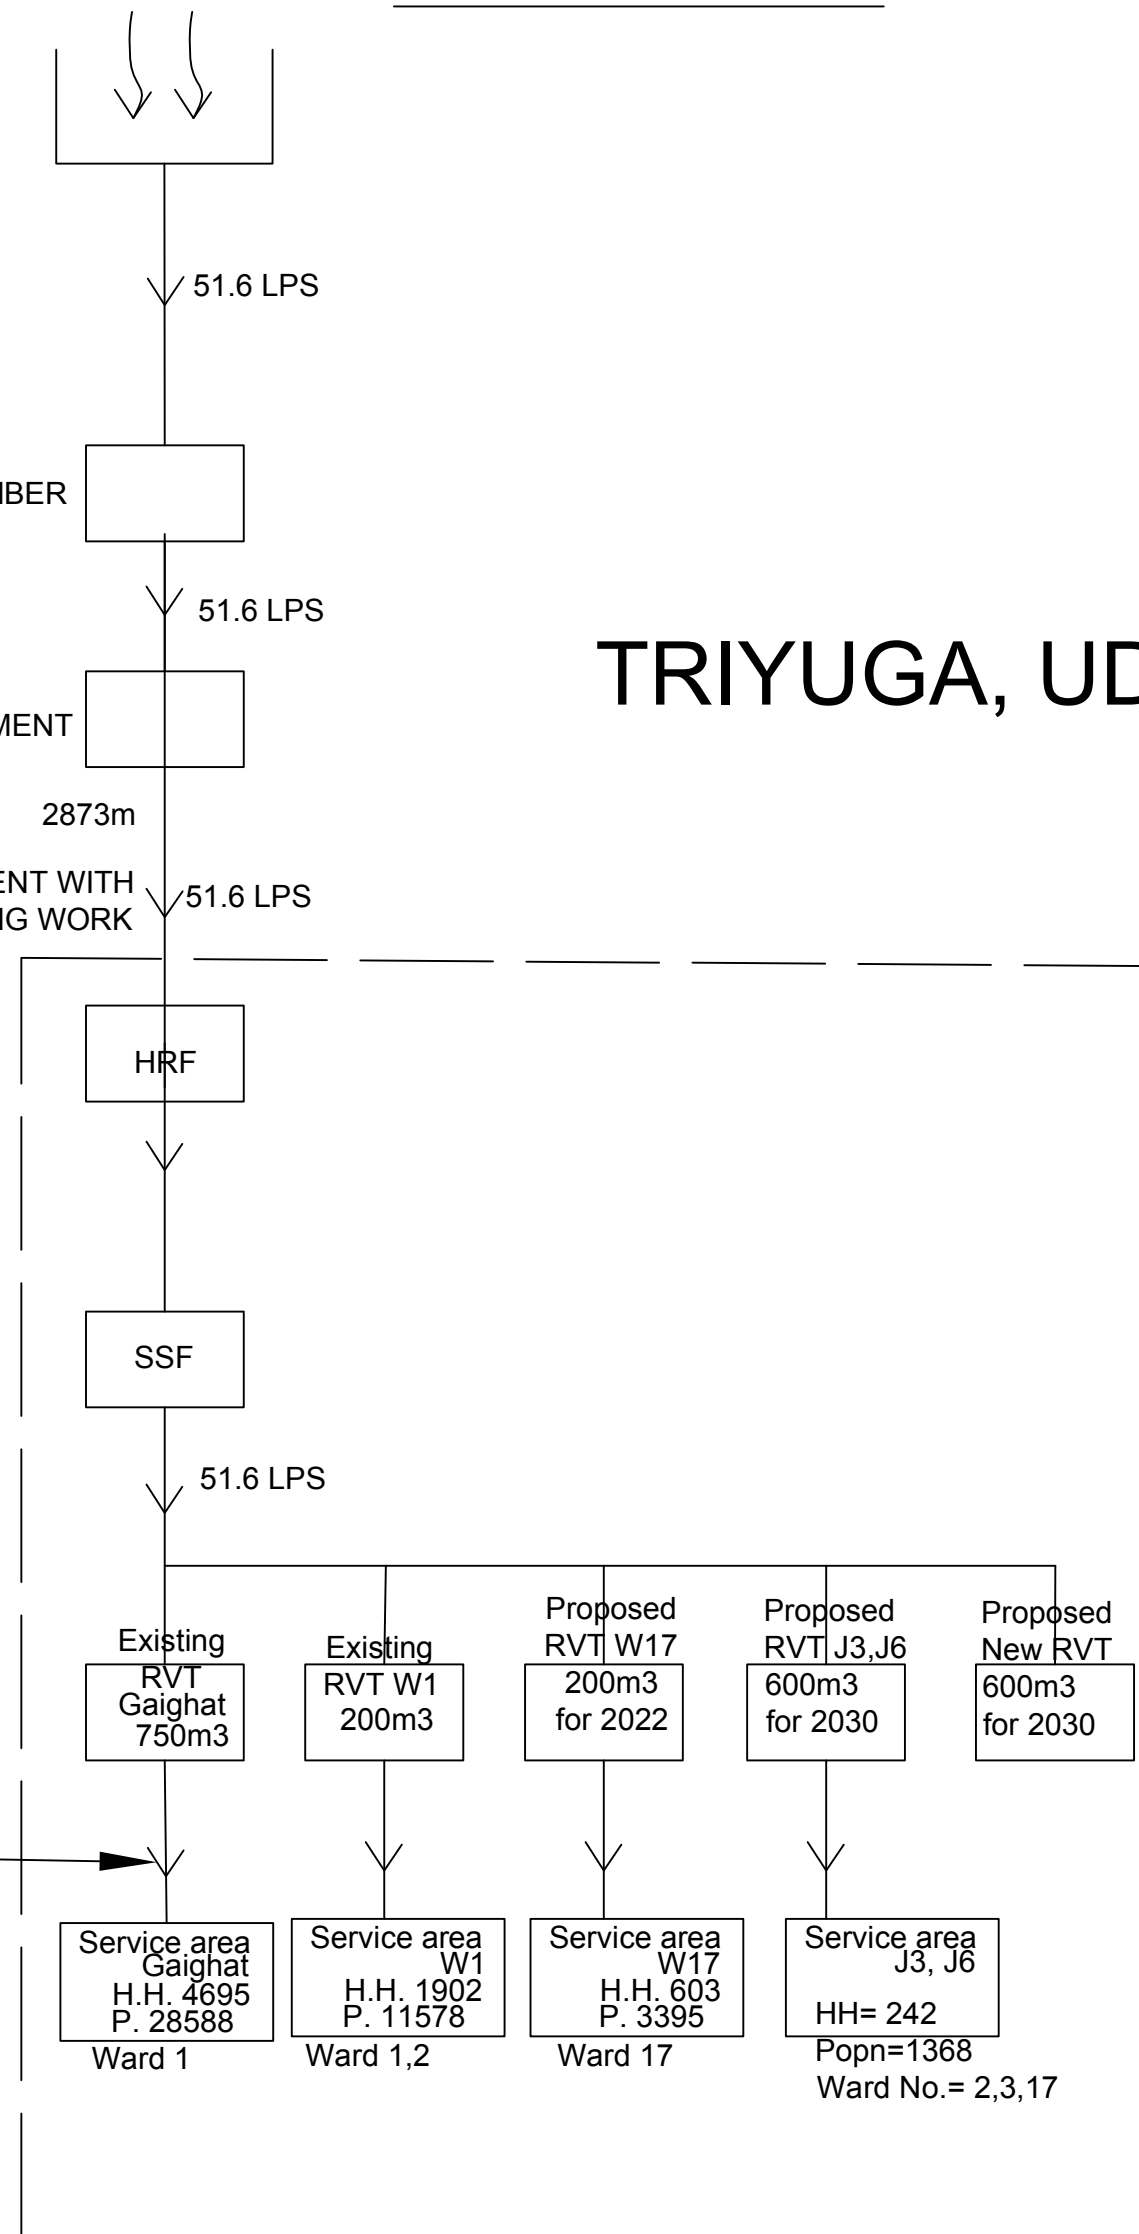 51.6 LPS
MBER
51.6 LPS
TRIYUGA, UD
MENT
2873m
ENT WITH
NG WORK
51.6 LPS
HRF
SSF
51.6 LPS
Existing
RVT
Gaighat
750m3
Existing
RVT W1
200m3
Proposed
RVT W17
200m3
for 2022
Proposed
RVT J3,J6
600m3
for 2030
Proposed
New RVT
600m3
for 2030
Service area
Gaighat
H.H. 4695
P. 28588
Ward 1
Service area
W1
H.H. 1902
P. 11578
Ward 1,2
Service area
W17
H.H. 603
P. 3395
Ward 17
Service area
J3, J6
HH= 242
Popn=1368
Ward No.= 2,3,17